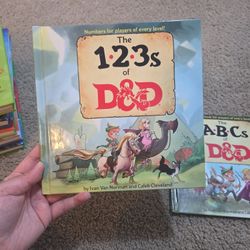 Numbers for players of every level!
The
1·2·3s
of
D&D
by Ivan Van Norman and Caleb Cleveland
The
ABCs
of
D&D